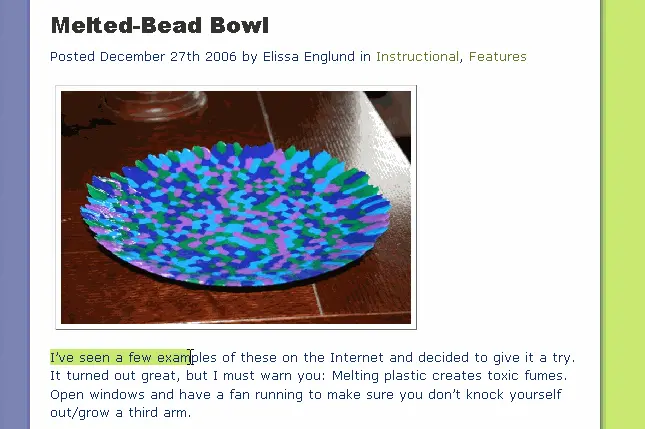 Melted-Bead Bowl
Posted December 27th 2006 by Elissa Englund in Instructional, Features
I've seen a few examples of these on the Internet and decided to give it a try.
It turned out great, but I must warn you: Melting plastic creates toxic fumes.
Open windows and have a fan running to make sure you don't knock yourself
out/grow a third arm.